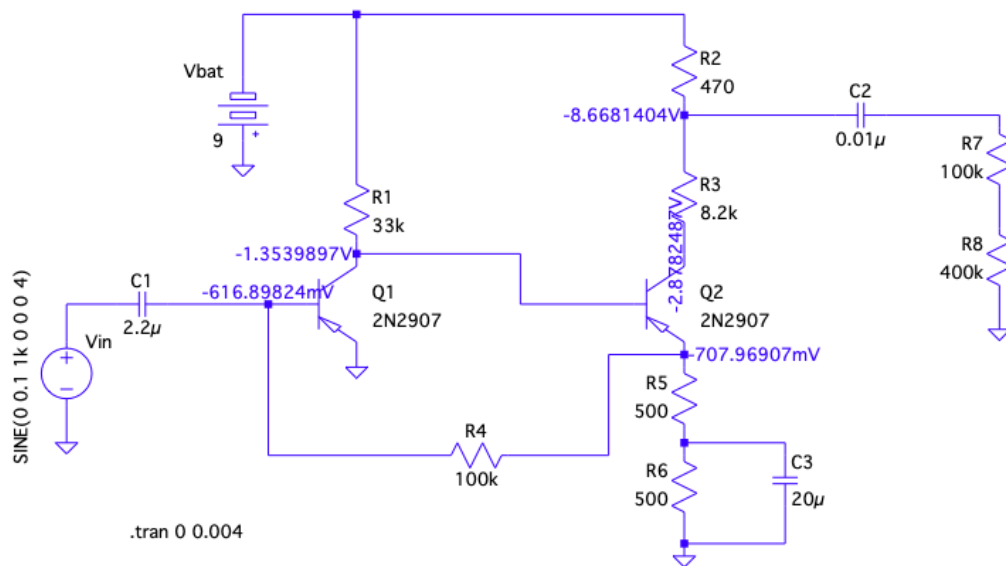 Vbat
9
+
R2
470
-8.6681404V
C2
0.01µ
R7
100k
R1
33k
R3
8.2k
-2.8782487V
-1.3539897V
R8
400k
C1
2.2µ
-616.89824mV
Q1
2N2907
Q2
2N2907
SINE(0 0.1 1k 0 0 0 4)
Vin
+
−
-707.96907mV
R5
500
R4
100k
R6
500
C3
20µ
.tran 0 0.004